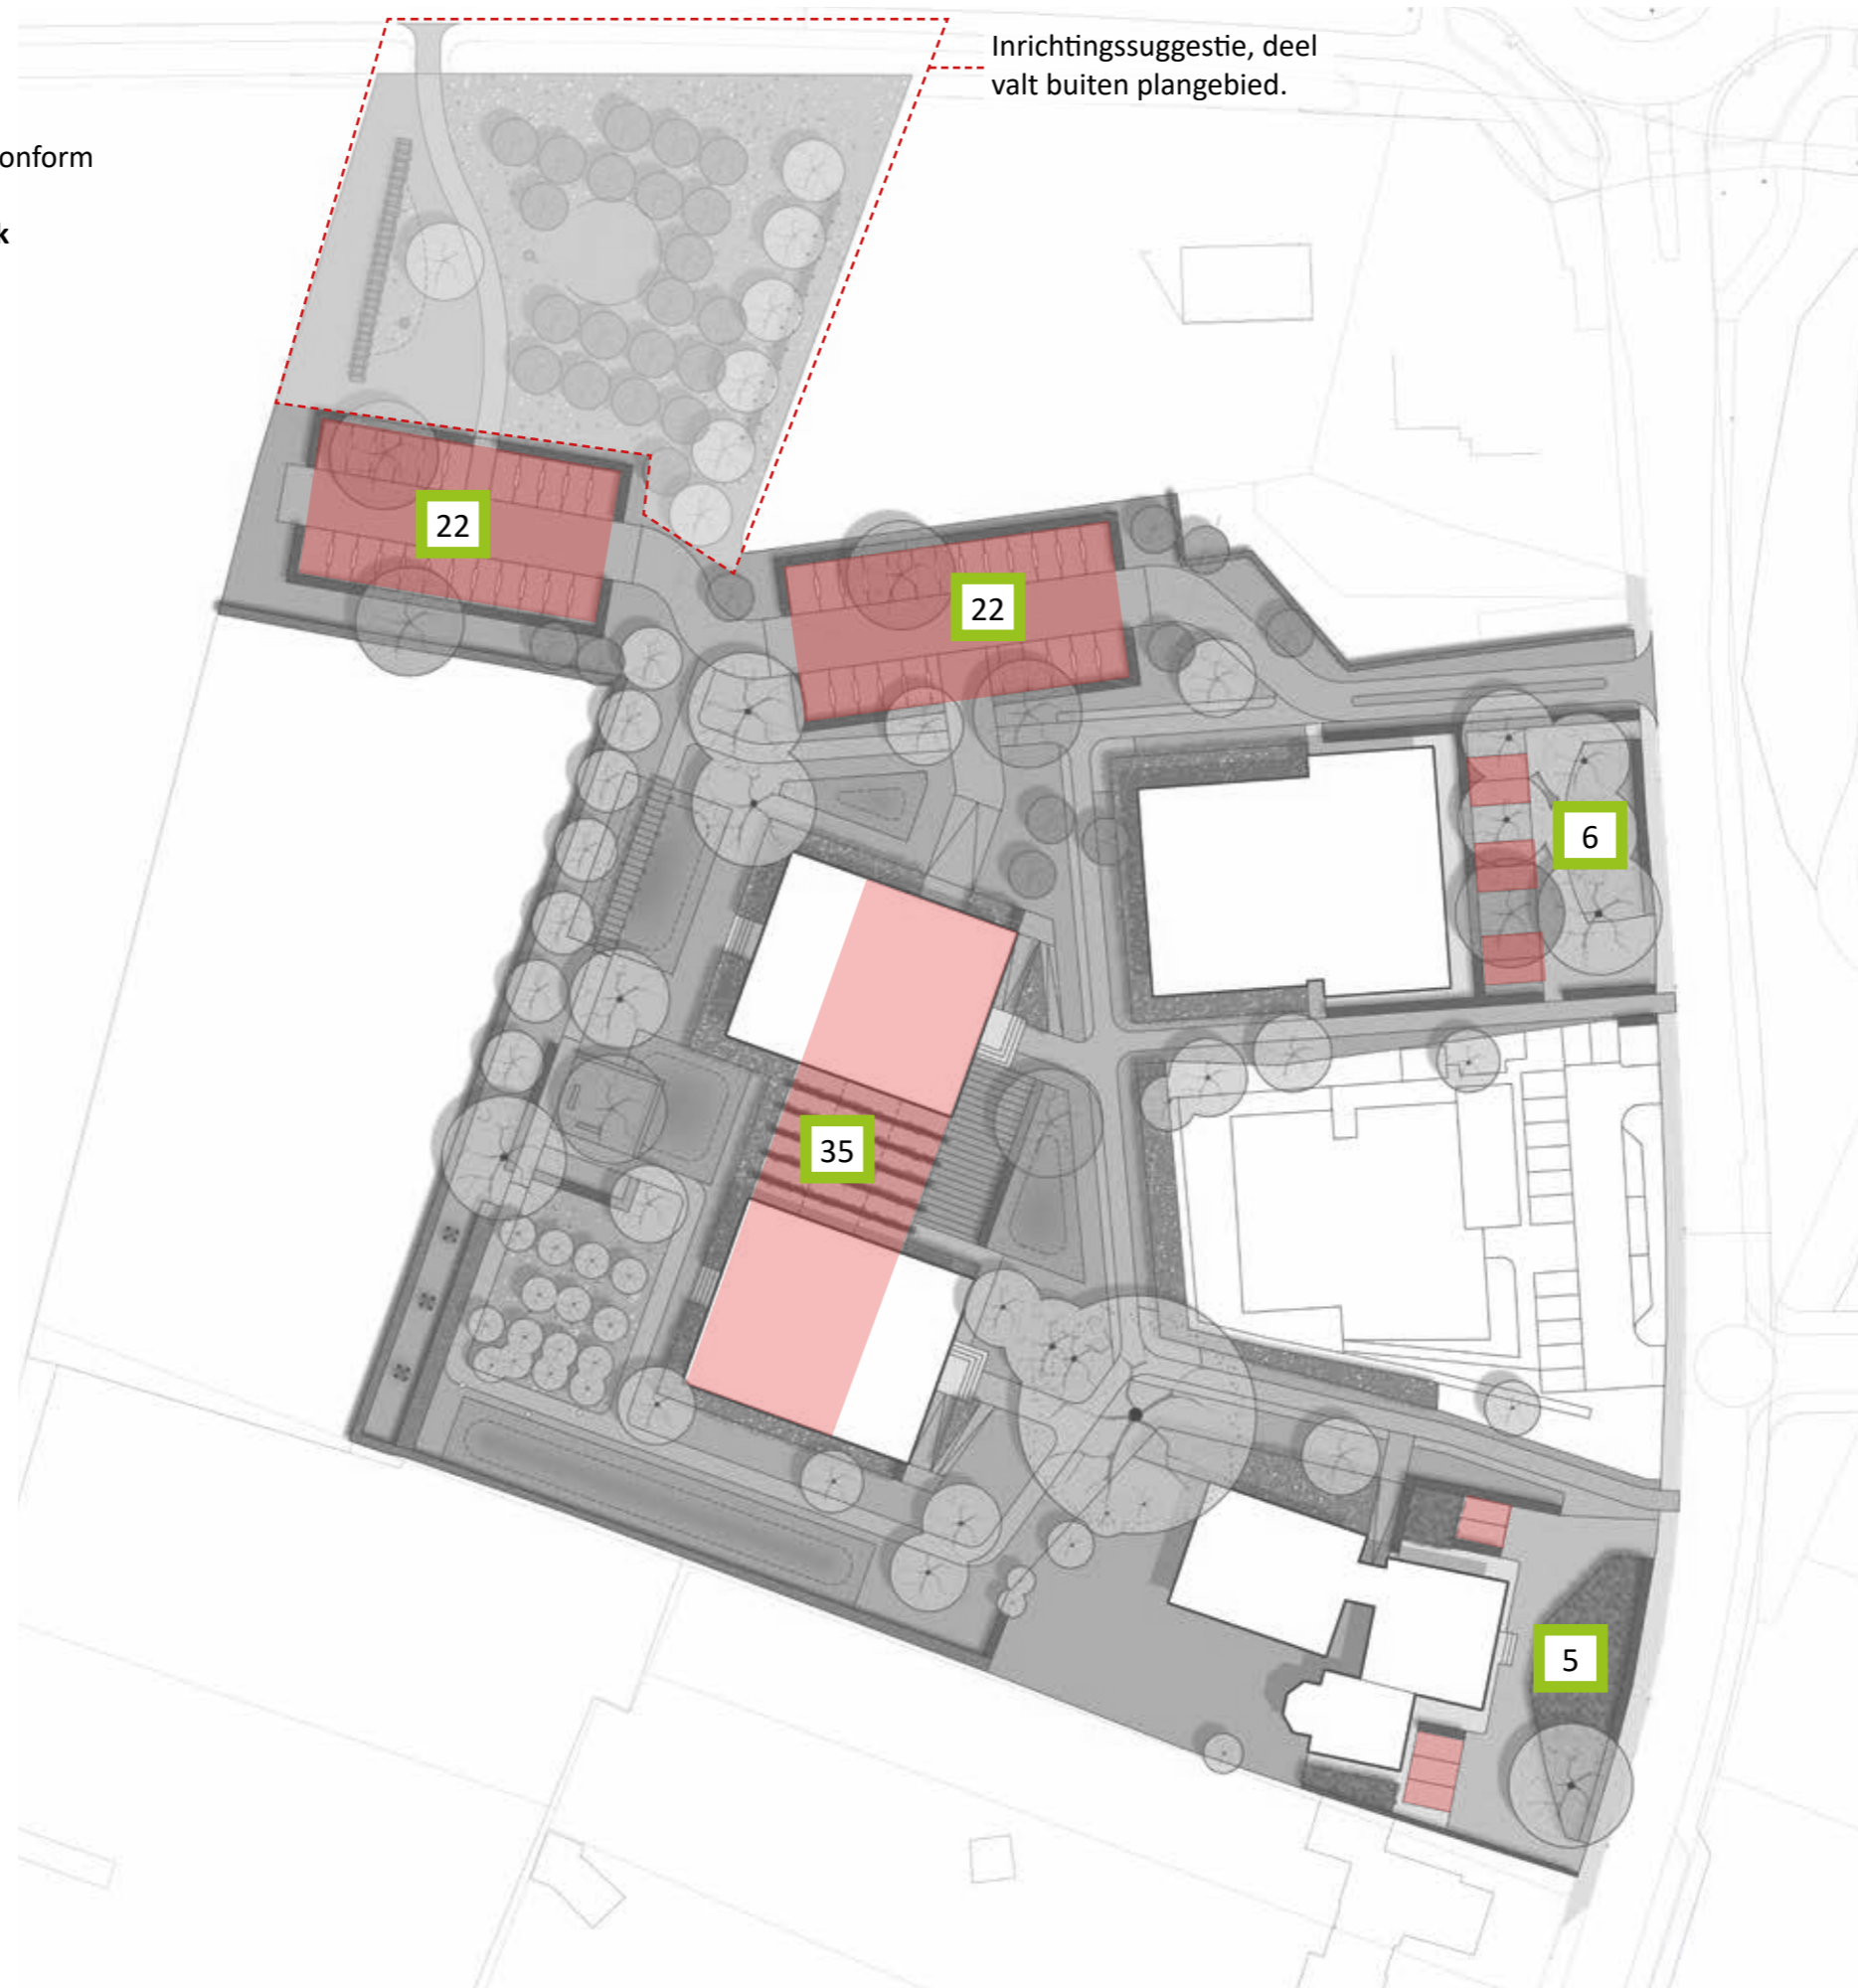 Inrichtingssuggestie, deel
valt buiten plangebied.
onform
k
22
22
6
35
5